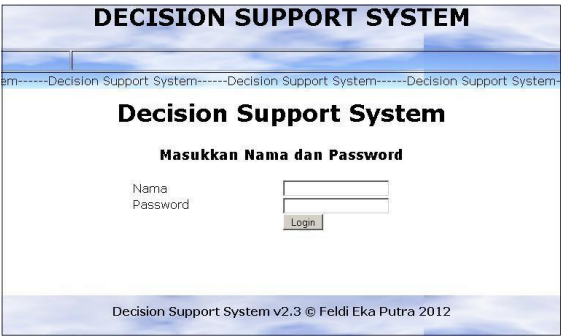 DECISION SUPPORT SYSTEM
em------Decision Support System------Decision Support System------Decision Support System-
Decision Support System
Masukkan Nama dan Password
Nama
Password
Login
Decision Support System v2.3 © Feldi Eka Putra 2012